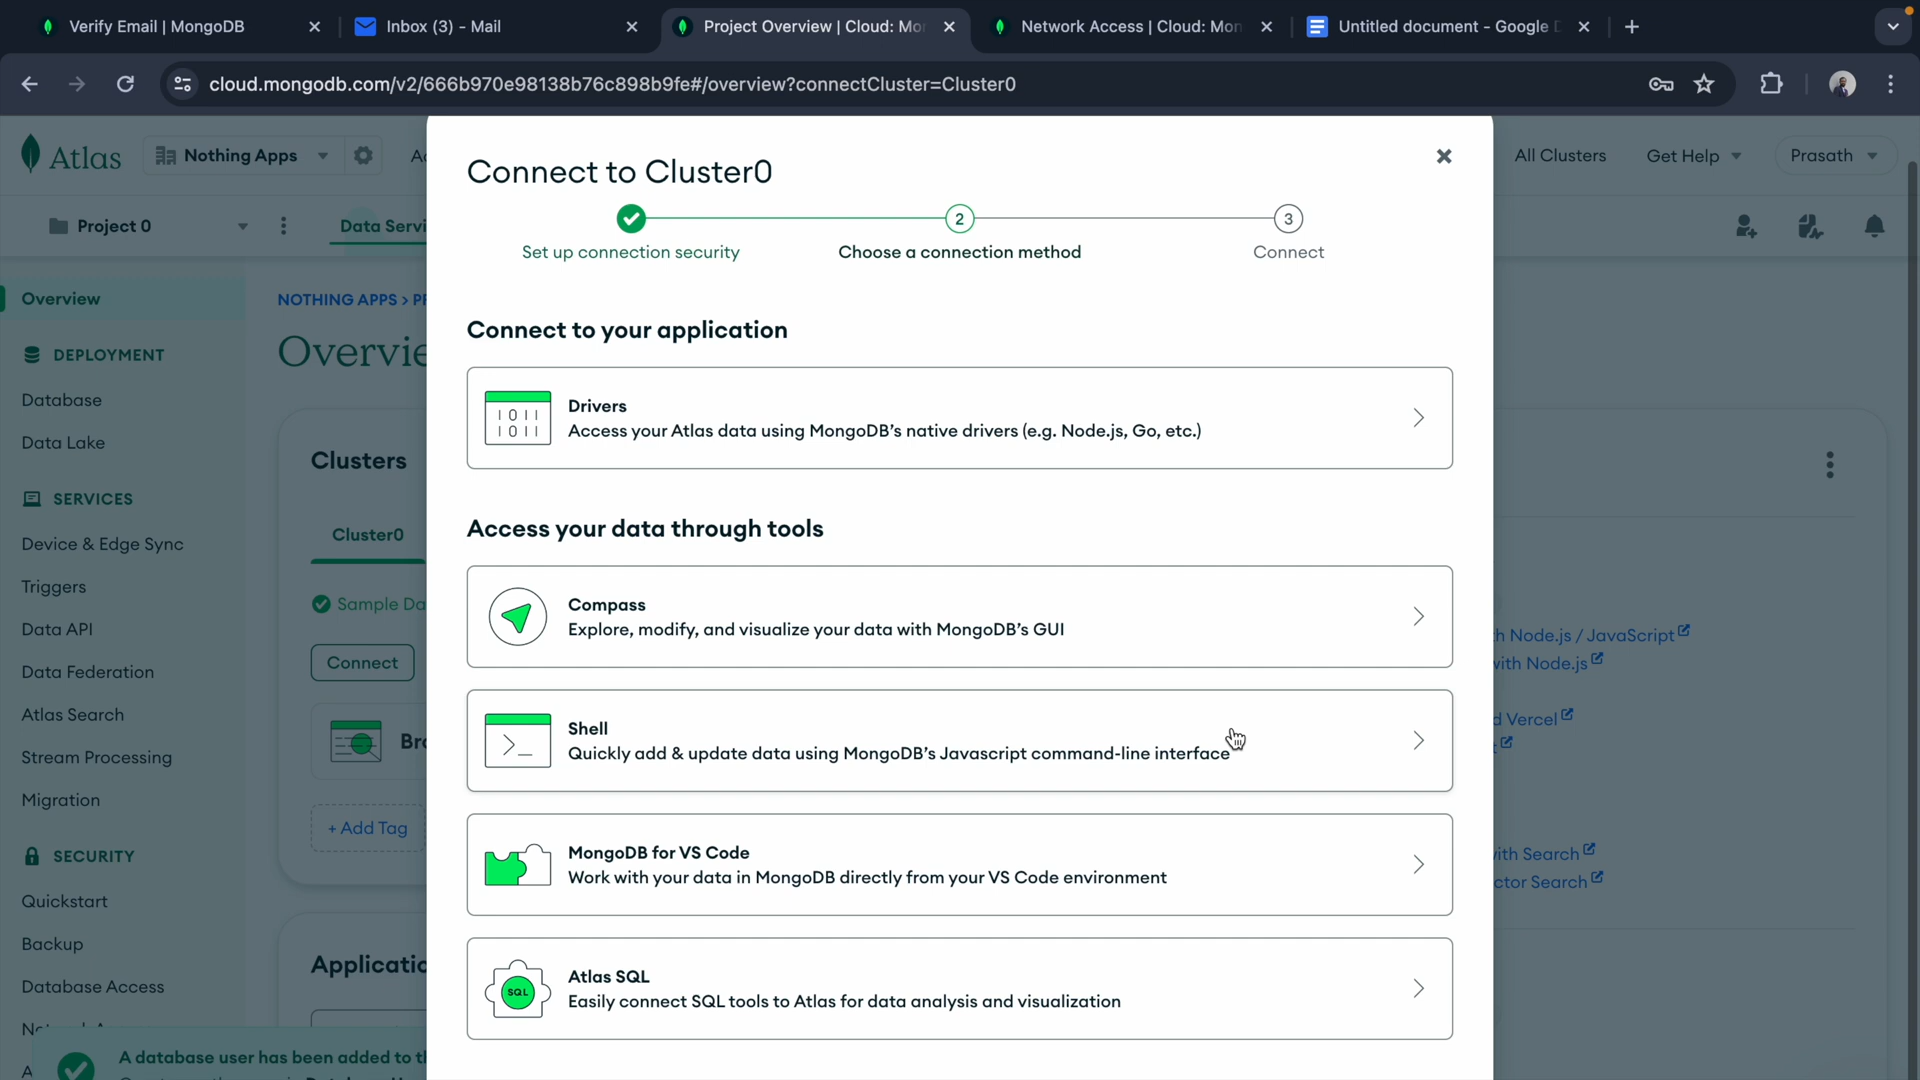 Verify Email | MongoDB
Inbox (3) - Mail
Project Overview | Cloud: Mo
Network Access | Cloud: Mon
Untitled document - Google D
cloud.mongodb.com/v2/666b970e98138b76c898b9fe#/overview?connectCluster=Cluster0
Atlas
Nothing Apps
All Clusters
Get Help
Prasath
Project 0
Data Servi
Connect to Cluster0
2
3
Set up connection security
Choose a connection method
Connect
Overview
DEPLOYMENT
Database
Data Lake
SERVICES
Device & Edge Sync
Triggers
Data API
Data Federation
Atlas Search
Stream Processing
Migration
SECURITY
Quickstart
Backup
Database Access
NOTHING APPS >
Overvie
Clusters
Cluster0
Sample Da
Connect
+ Add Tag
Applicatio
A database user has been added to t
Connect to your application
Drivers
Access your Atlas data using MongoDB's native drivers (e.g. Node.js, Go, etc.)
Access your data through tools
Compass
Explore, modify, and visualize your data with MongoDB's GUI
Shell
Quickly add & update data using MongoDB's Javascript command-line interface
MongoDB for VS Code
Work with your data in MongoDB directly from your VS Code environment
SQL
Atlas SQL
Easily connect SQL tools to Atlas for data analysis and visualization
h Node.js / JavaScript
with Node.js
d Vercel
with Search
ctor Search